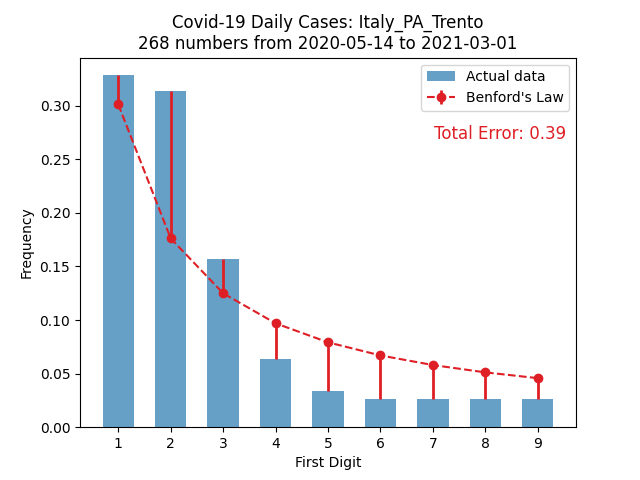 Covid-19 Daily Cases: Italy_PA_Trento
268 numbers from 2020-05-14 to 2021-03-01
Actual data
Benford's Law
Total Error: 0.39
Frequency
0.30
0.25
0.20
0.15
0.10
0.05
0.00
1 2 3 4 5 6 7 8 9
First Digit